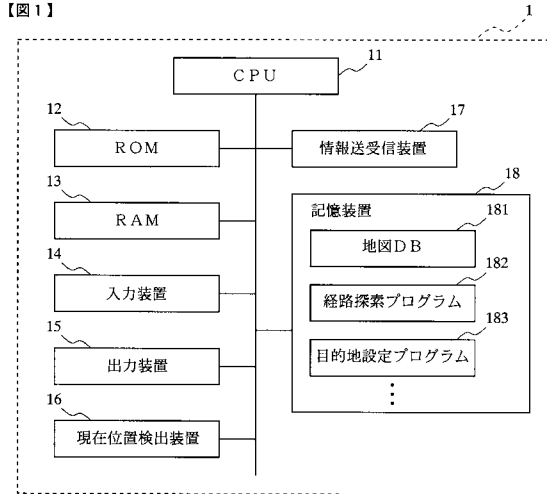 【図1】
1
11
CPU
12
ROM
17
情報送受信装置
13
RAM
18
記憶装置
181
地図DB
14
入力装置
182
経路探索プログラム
15
出力装置
183
目的地設定プログラム
16
現在位置検出装置